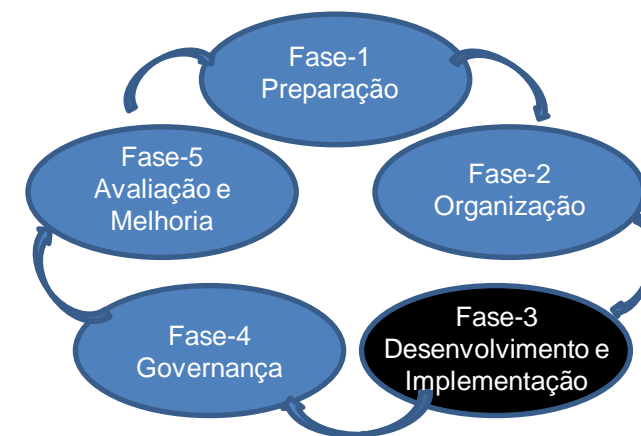 Fase-1
Preparação
Fase-2
Organização
Fase-3
Desenvolvimento e
Implementação
Fase-4
Governança
Fase-5
Avaliação e
Melhoria